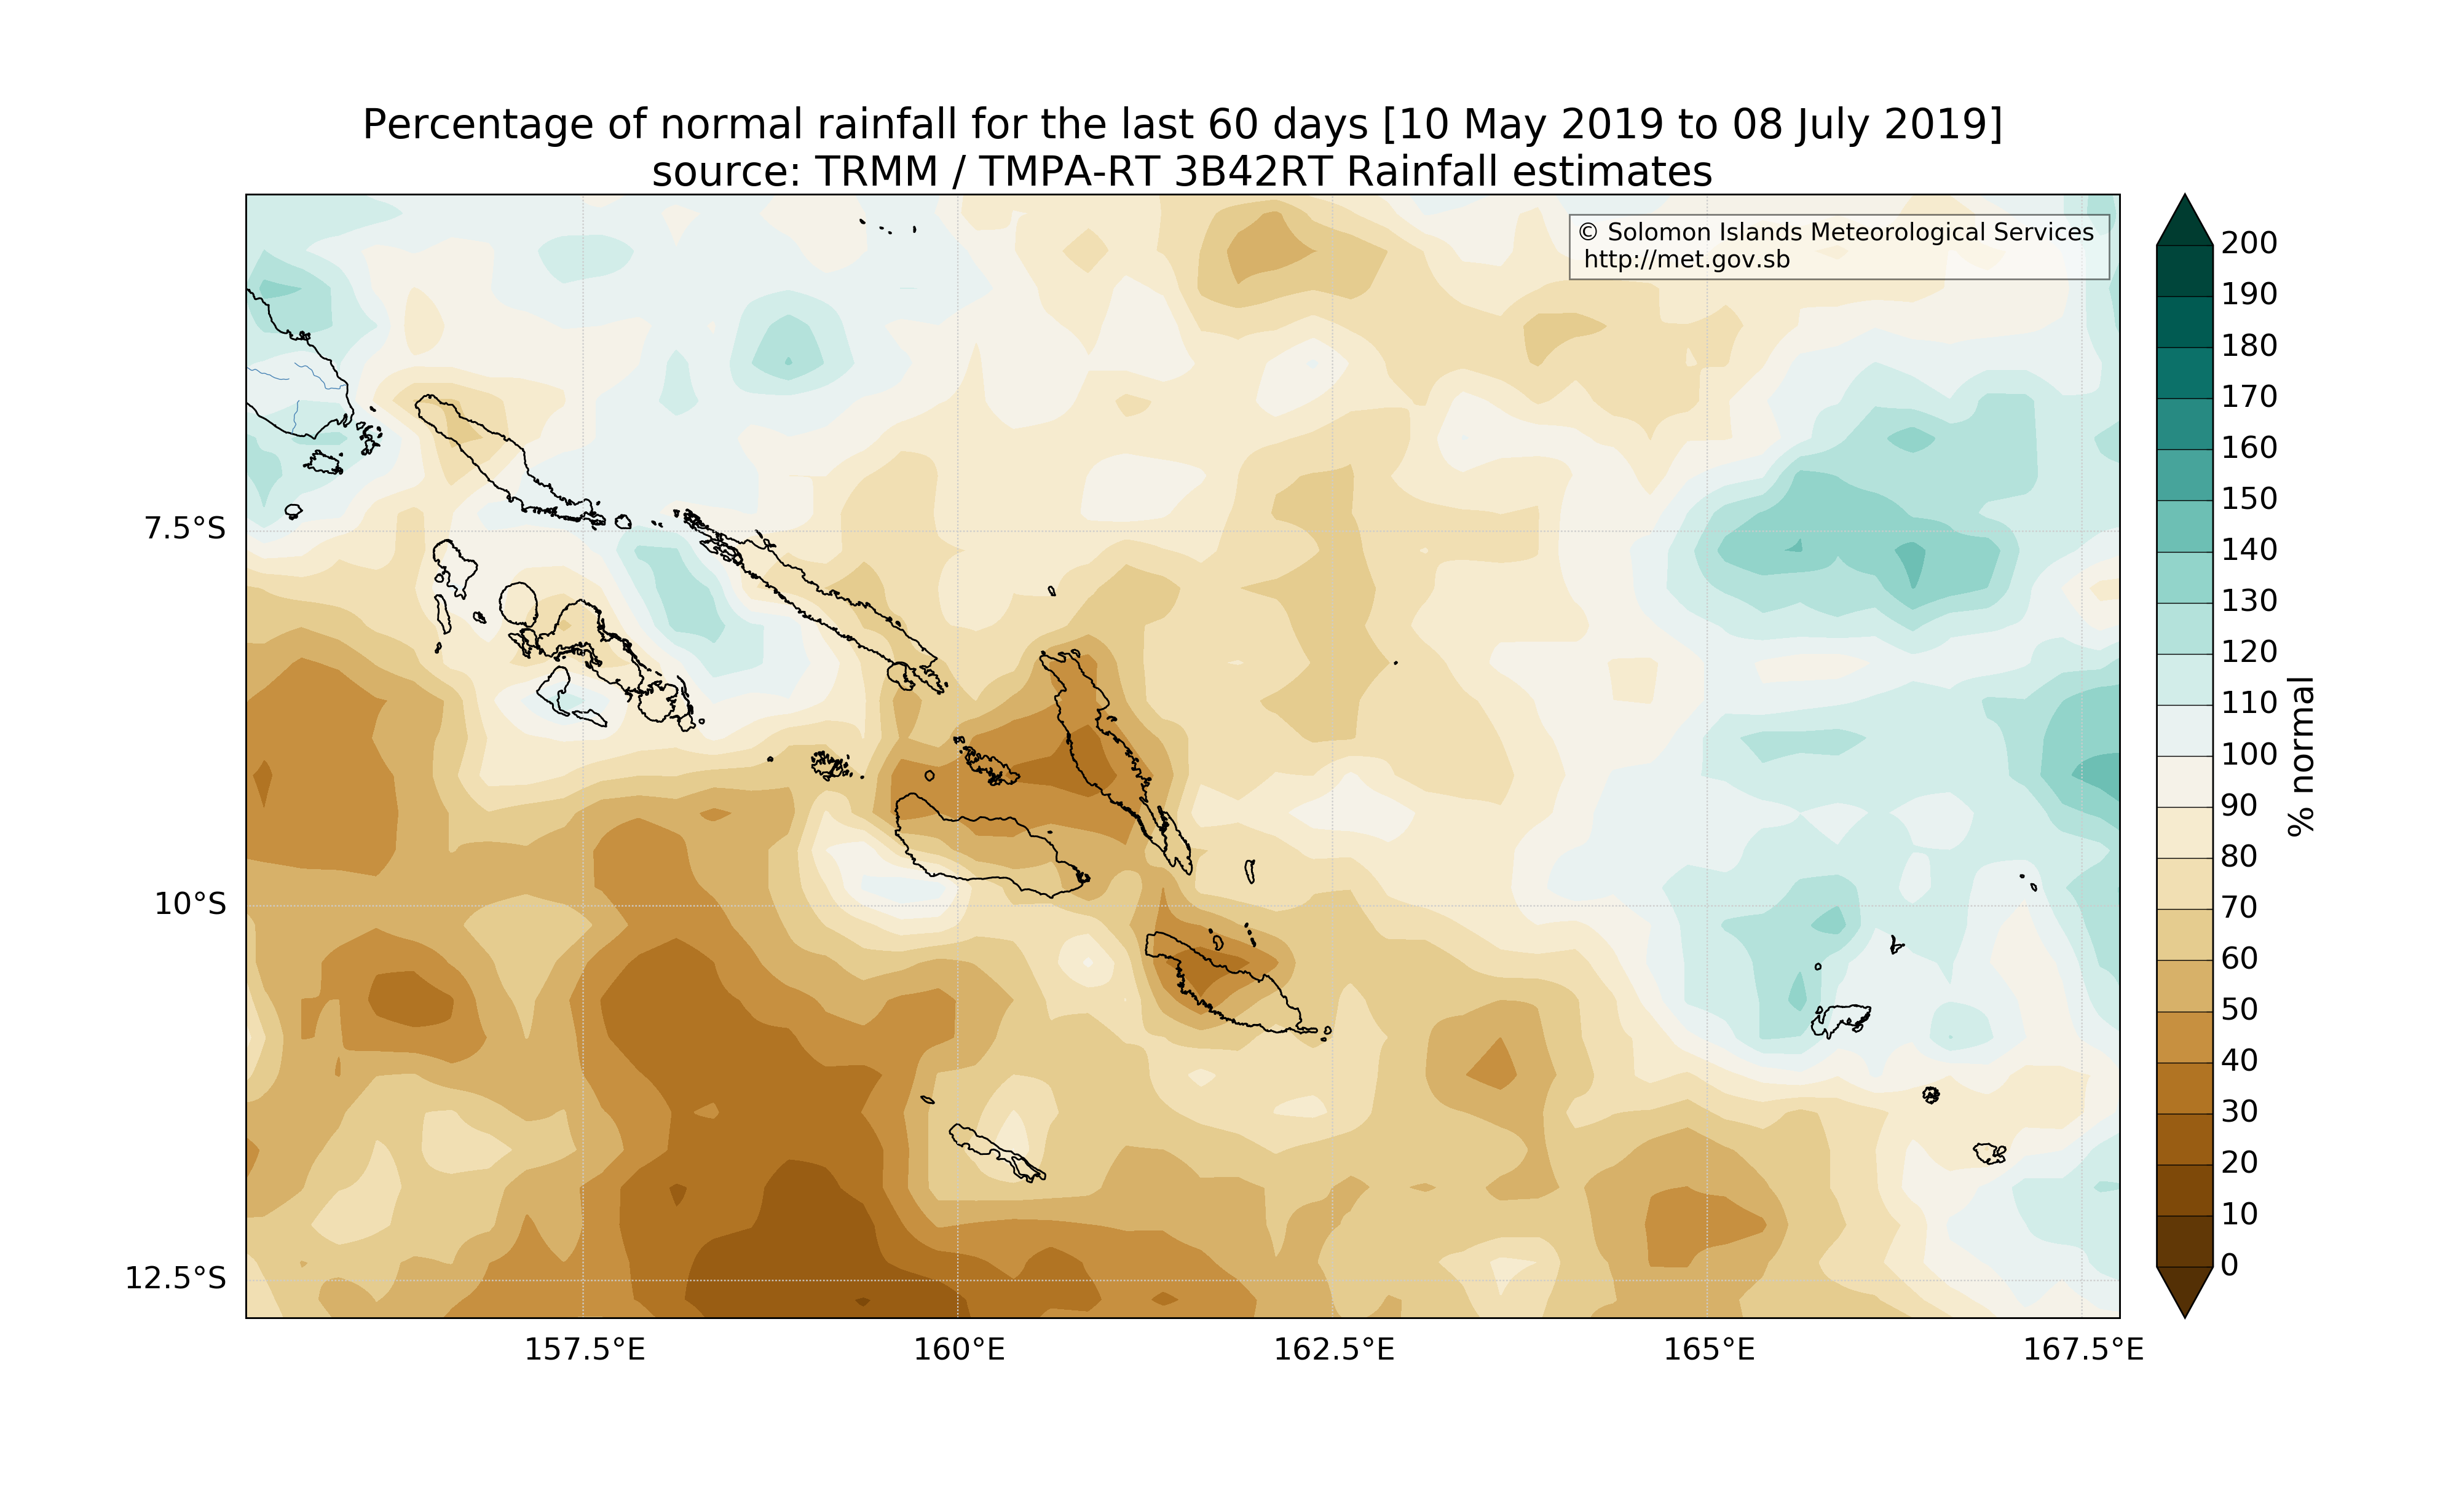 Percentage of normal rainfall for the last 60 days [10 May 2019 to 08 July 2019]
source: TRMM / TMPA-RT 3B42RT Rainfall estimates
© Solomon Islands Meteorological Services
http://met.gov.sb
7.5°S
10°S
12.5°S
157.5°E
160°E
162.5°E
165°E
167.5°E
200
190
180
170
160
150
140
130
120
110
100
90
80
70
60
50
40
30
20
10
0
% normal